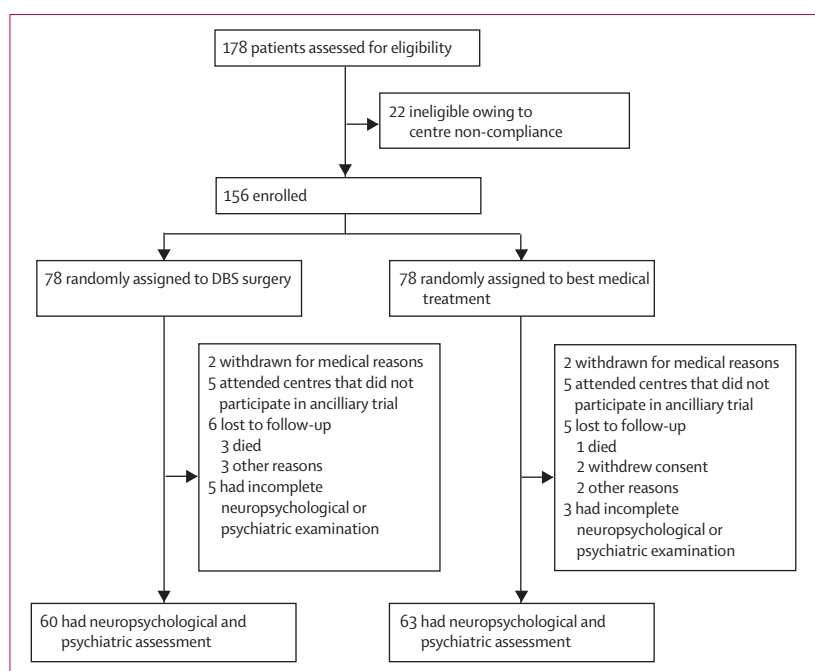 178 patients assessed for eligibility
22 ineligible owing to
centre non-compliance
156 enrolled
78 randomly assigned to DBS surgery
78 randomly assigned to best medical
treatment
2 withdrawn for medical reasons
5 attended centres that did not
participate in ancilliary trial
6 lost to follow-up
3 died
3 other reasons
5 had incomplete
neuropsychological or
psychiatric examination
2 withdrawn for medical reasons
5 attended centres that did not
participate in ancilliary trial
5 lost to follow-up
1 died
2 withdrew consent
2 other reasons
3 had incomplete
neuropsychological or
psychiatric examination
60 had neuropsychological and
psychiatric assessment
63 had neuropsychological and
psychiatric assessment